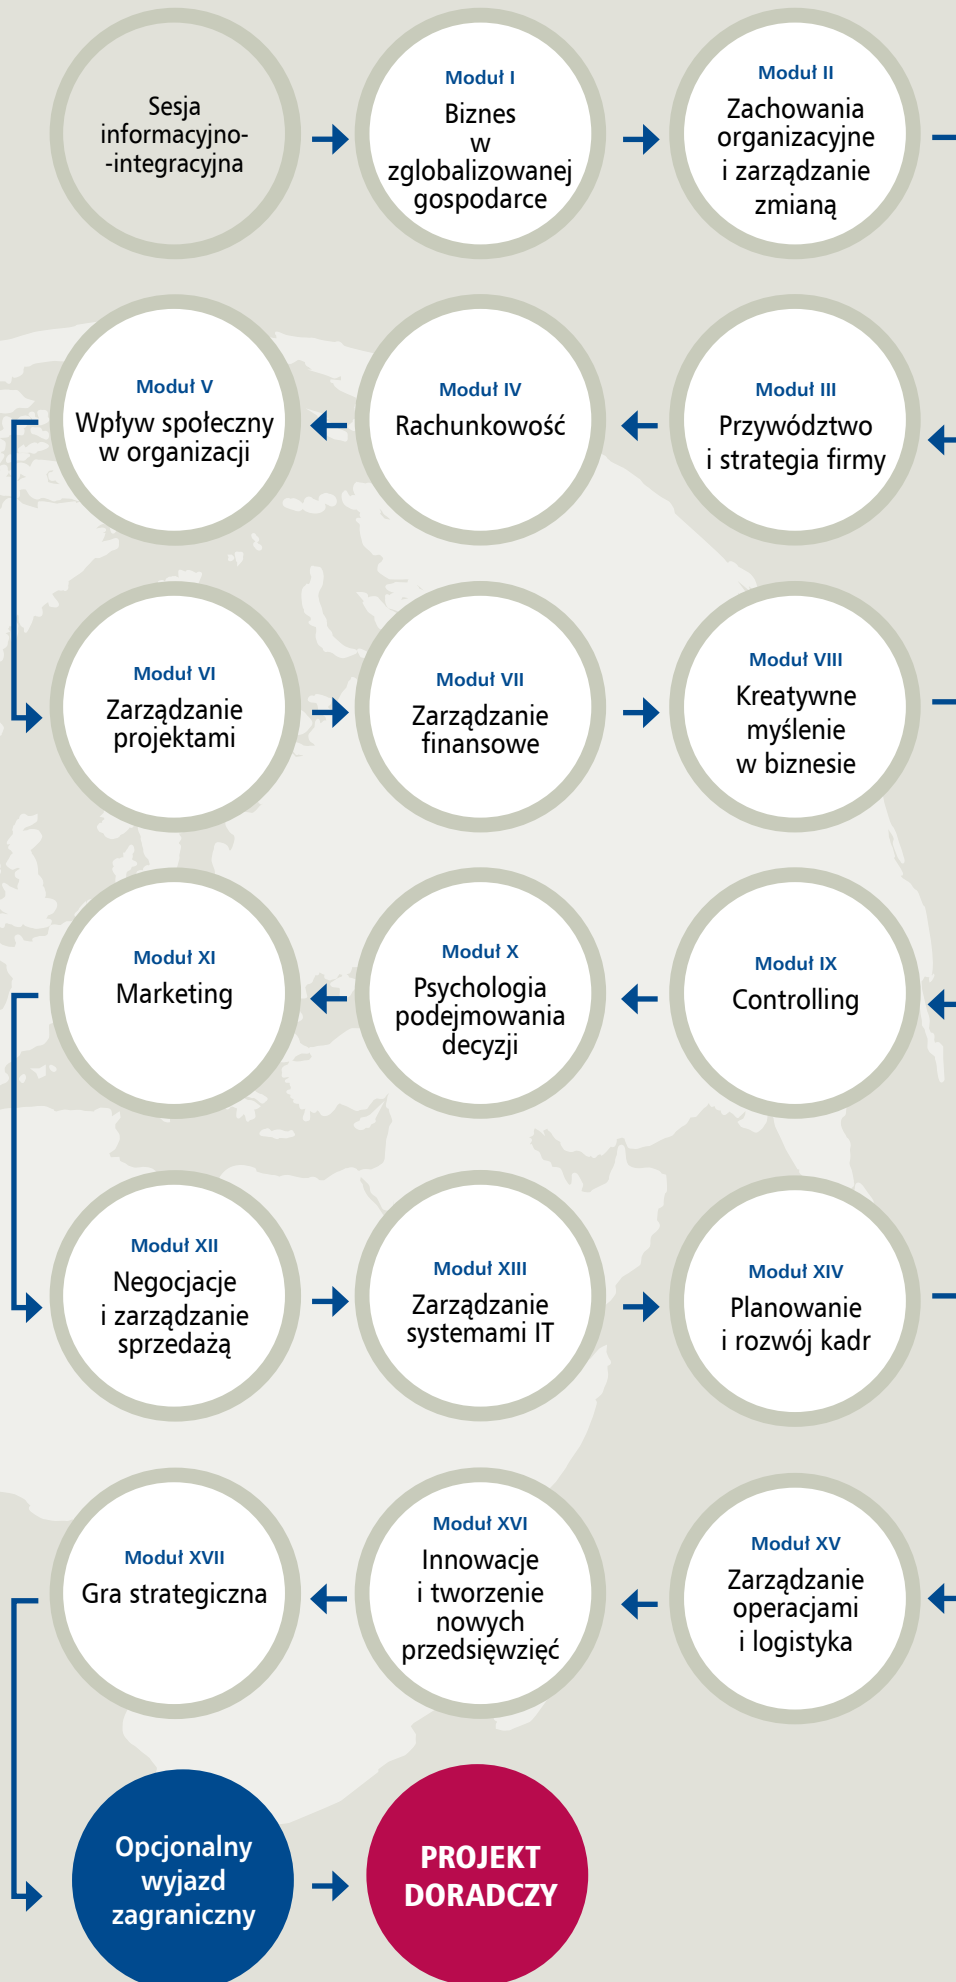 Sesja
informacyjno-
-integracyjna
Moduł I
Biznes
w
zglobalizowanej
gospodarce
Moduł II
Zachowania
organizacyjne
i zarządzanie
zmianą
Moduł III
Przywództwo
i strategia firmy
Moduł IV
Rachunkowość
Moduł V
Wpływ społeczny
w organizacji
Moduł VI
Zarządzanie
projektami
Moduł VII
Zarządzanie
finansowe
Moduł VIII
Kreatywne
myślenie
w biznesie
Moduł IX
Controlling
Moduł X
Psychologia
podejmowania
decyzji
Moduł XI
Marketing
Moduł XII
Negocjacje
i zarządzanie
sprzedażą
Moduł XIII
Zarządzanie
systemami IT
Moduł XIV
Planowanie
i rozwój kadr
Moduł XV
Zarządzanie
operacjami
i logistyka
Moduł XVI
Innowacje
i tworzenie
nowych
przedsięwzięć
Moduł XVII
Gra strategiczna
Opcjonalny
wyjazd
zagraniczny
PROJEKT
DORADCZY